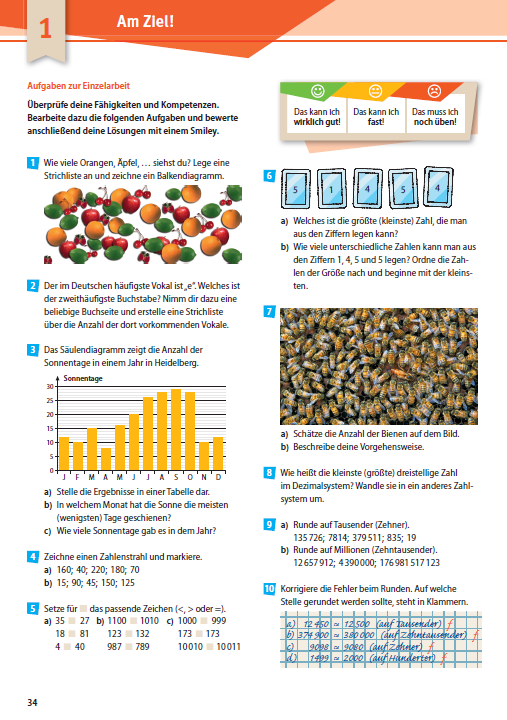 1
Am Ziel!
Aufgaben zur Einzelarbeit
Überprüfe deine Fähigkeiten und Kompetenzen.
Bearbeite dazu die folgenden Aufgaben und bewerte
anschließend deine Lösungen mit einem Smiley.
1 Wie viele Orangen, Äpfel, … siehst du? Lege eine
Strichliste an und zeichne ein Balkendiagramm.
2 Der im Deutschen häufigste Vokal ist „e“. Welches ist
der zweithäufigste Buchstabe? Nimm dir dazu eine
beliebige Buchseite und erstelle eine Strichliste
über die Anzahl der dort vorkommenden Vokale.
3 Das Säulendiagramm zeigt die Anzahl der
Sonnentage in einem Jahr in Heidelberg.
Sonnentage
30
25
20
15
10
5
0
J F M A M J J A S O N D
a) Stelle die Ergebnisse in einer Tabelle dar.
b) In welchem Monat hat die Sonne die meisten
(wenigsten) Tage geschienen?
c) Wie viele Sonnentage gab es in dem Jahr?
4 Zeichne einen Zahlenstrahl und markiere.
a) 160; 40; 220; 180; 70
b) 15; 90; 45; 150; 125
5 Setze für das passende Zeichen (<, > oder =).
a) 35 27 b) 1100 1010 c) 1000 999
18 81 123 132 173 173
4 40 987 789 10010 10011
Das kann ich
wirklich gut!
Das kann ich
fast!
Das muss ich
noch üben!
6
5 1 4 5 4
a) Welches ist die größte (kleinste) Zahl, die man
aus den Ziffern legen kann?
b) Wie viele unterschiedliche Zahlen kann man aus
den Ziffern 1, 4, 5 und 5 legen? Ordne die Zah-
len der Größe nach und beginne mit der kleins-
ten.
7
a) Schätze die Anzahl der Bienen auf dem Bild.
b) Beschreibe deine Vorgehensweise.
8 Wie heißt die kleinste (größte) dreistellige Zahl
im Dezimalsystem? Wandle sie in ein anderes Zahl-
system um.
9 a) Runde auf Tausender (Zehner).
135 726; 7814; 379 511; 835; 19
b) Runde auf Millionen (Zehntausender).
12 657 912; 4 390 000; 176 981 517 123
10 Korrigiere die Fehler beim Runden. Auf welche
Stelle gerundet werden sollte, steht in Klammern.
a) 12 450 ≈ 12 500 (auf Tausender) f
b) 374 900 ≈ 380 000 (auf Zehntausender) f
c) 9098 ≈ 9080 (auf Zehner) f
d) 1499 ≈ 2000 (auf Hunderter) f
34